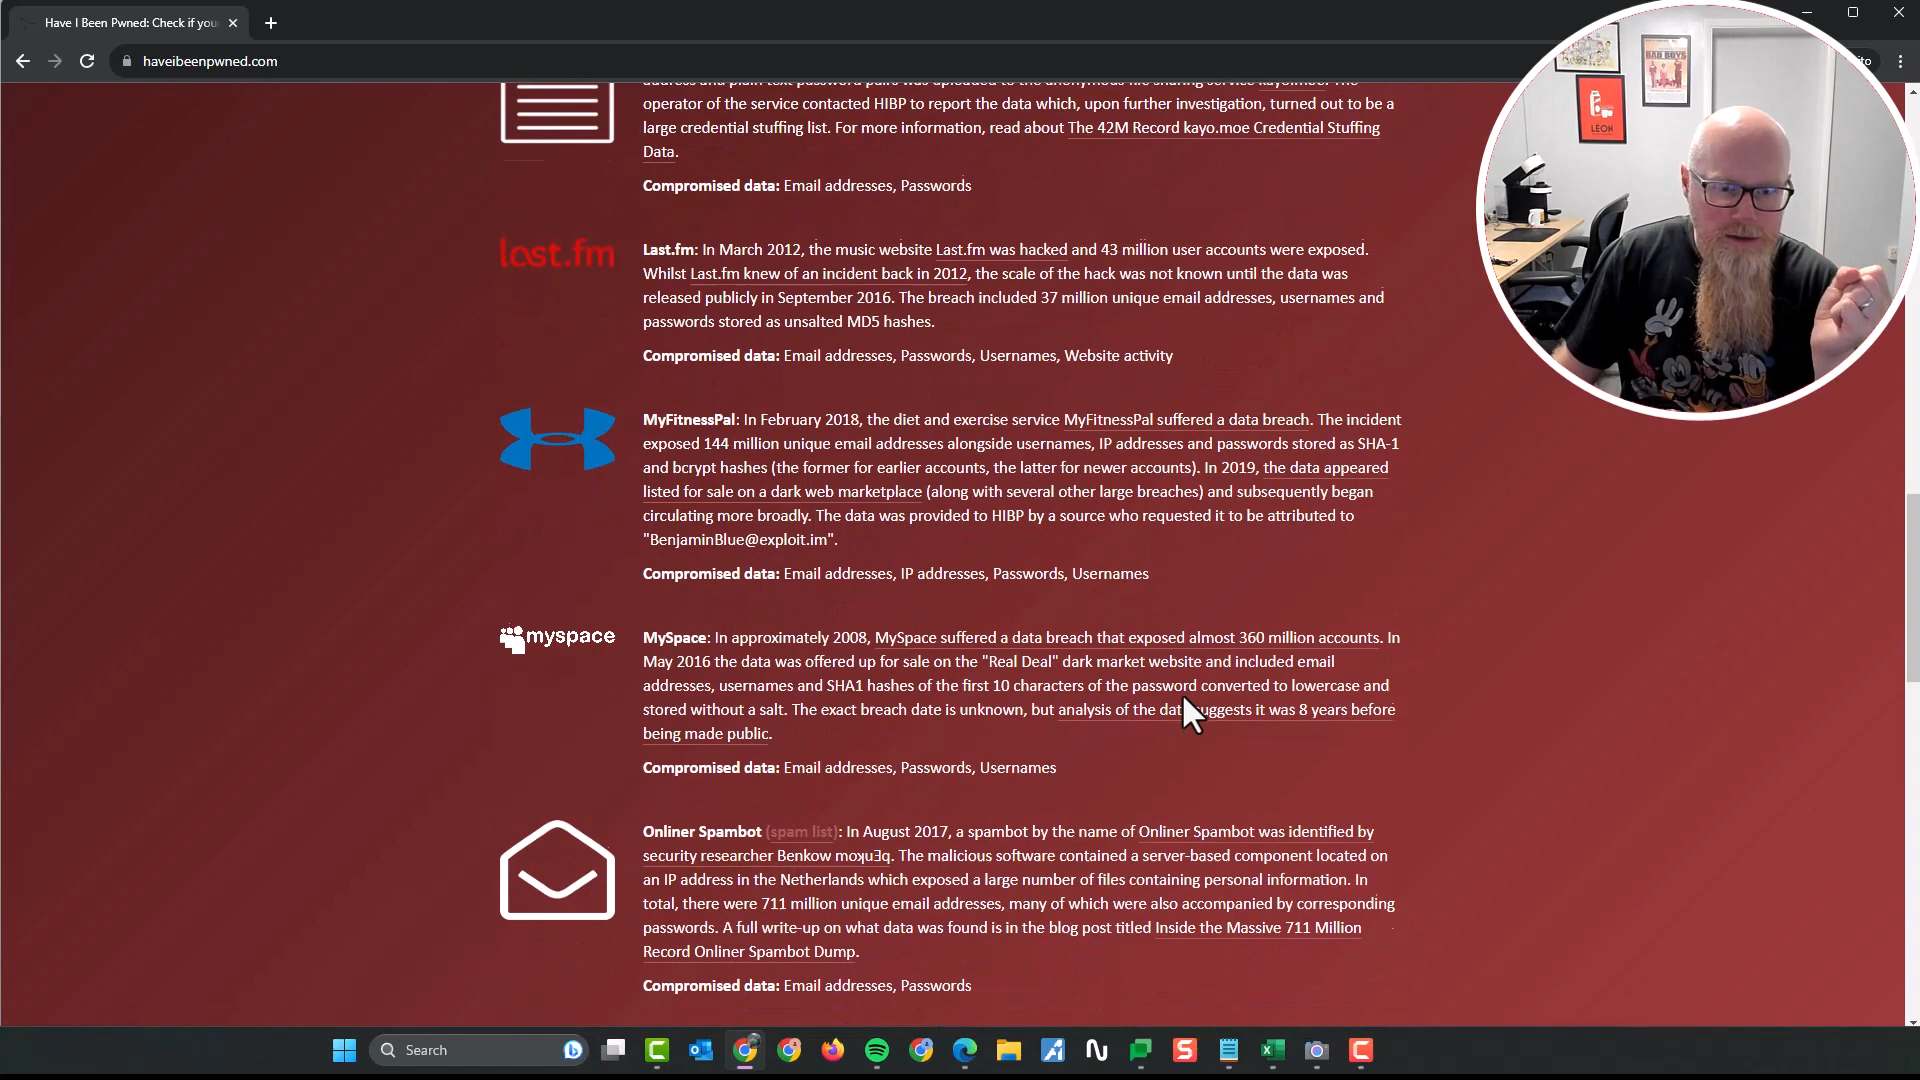 Have I Been Pwned: Check if you
haveibeenpwned.com
operator of the service contacted HIBP to report the data which, upon further investigation, turned out to be a
large credential stuffing list. For more information, read about The 42M Record kayo.moe Credential Stuffing
Data.
Compromised data: Email addresses, Passwords
last.fm
Last.fm: In March 2012, the music website Last.fm was hacked and 43 million user accounts were exposed.
Whilst Last.fm knew of an incident back in 2012, the scale of the hack was not known until the data was
released publicly in September 2016. The breach included 37 million unique email addresses, usernames and
passwords stored as unsalted MD5 hashes.
Compromised data: Email addresses, Passwords, Usernames, Website activity
MyFitnessPal: In February 2018, the diet and exercise service MyFitnessPal suffered a data breach. The incident
exposed 144 million unique email addresses alongside usernames, IP addresses and passwords stored as SHA-1
and bcrypt hashes (the former for earlier accounts, the latter for newer accounts). In 2019, the data appeared
listed for sale on a dark web marketplace (along with several other large breaches) and subsequently began
circulating more broadly. The data was provided to HIBP by a source who requested it to be attributed to
"BenjaminBlue@exploit.im".
Compromised data: Email addresses, IP addresses, Passwords, Usernames
myspace
MySpace: In approximately 2008, MySpace suffered a data breach that exposed almost 360 million accounts. In
May 2016 the data was offered up for sale on the "Real Deal" dark market website and included email
addresses, usernames and SHA1 hashes of the first 10 characters of the password converted to lowercase and
stored without a salt. The exact breach date is unknown, but analysis of the dat uggests it was 8 years before
being made public.
Compromised data: Email addresses, Passwords, Usernames
Onliner Spambot (spam list): In August 2017, a spambot by the name of Onliner Spambot was identified by
security researcher Benkow moʞuƎq. The malicious software contained a server-based component located on
an IP address in the Netherlands which exposed a large number of files containing personal information. In
total, there were 711 million unique email addresses, many of which were also accompanied by corresponding
passwords. A full write-up on what data was found is in the blog post titled Inside the Massive 711 Million
Record Onliner Spambot Dump.
Compromised data: Email addresses, Passwords
BAD BOYS
LEON
Search